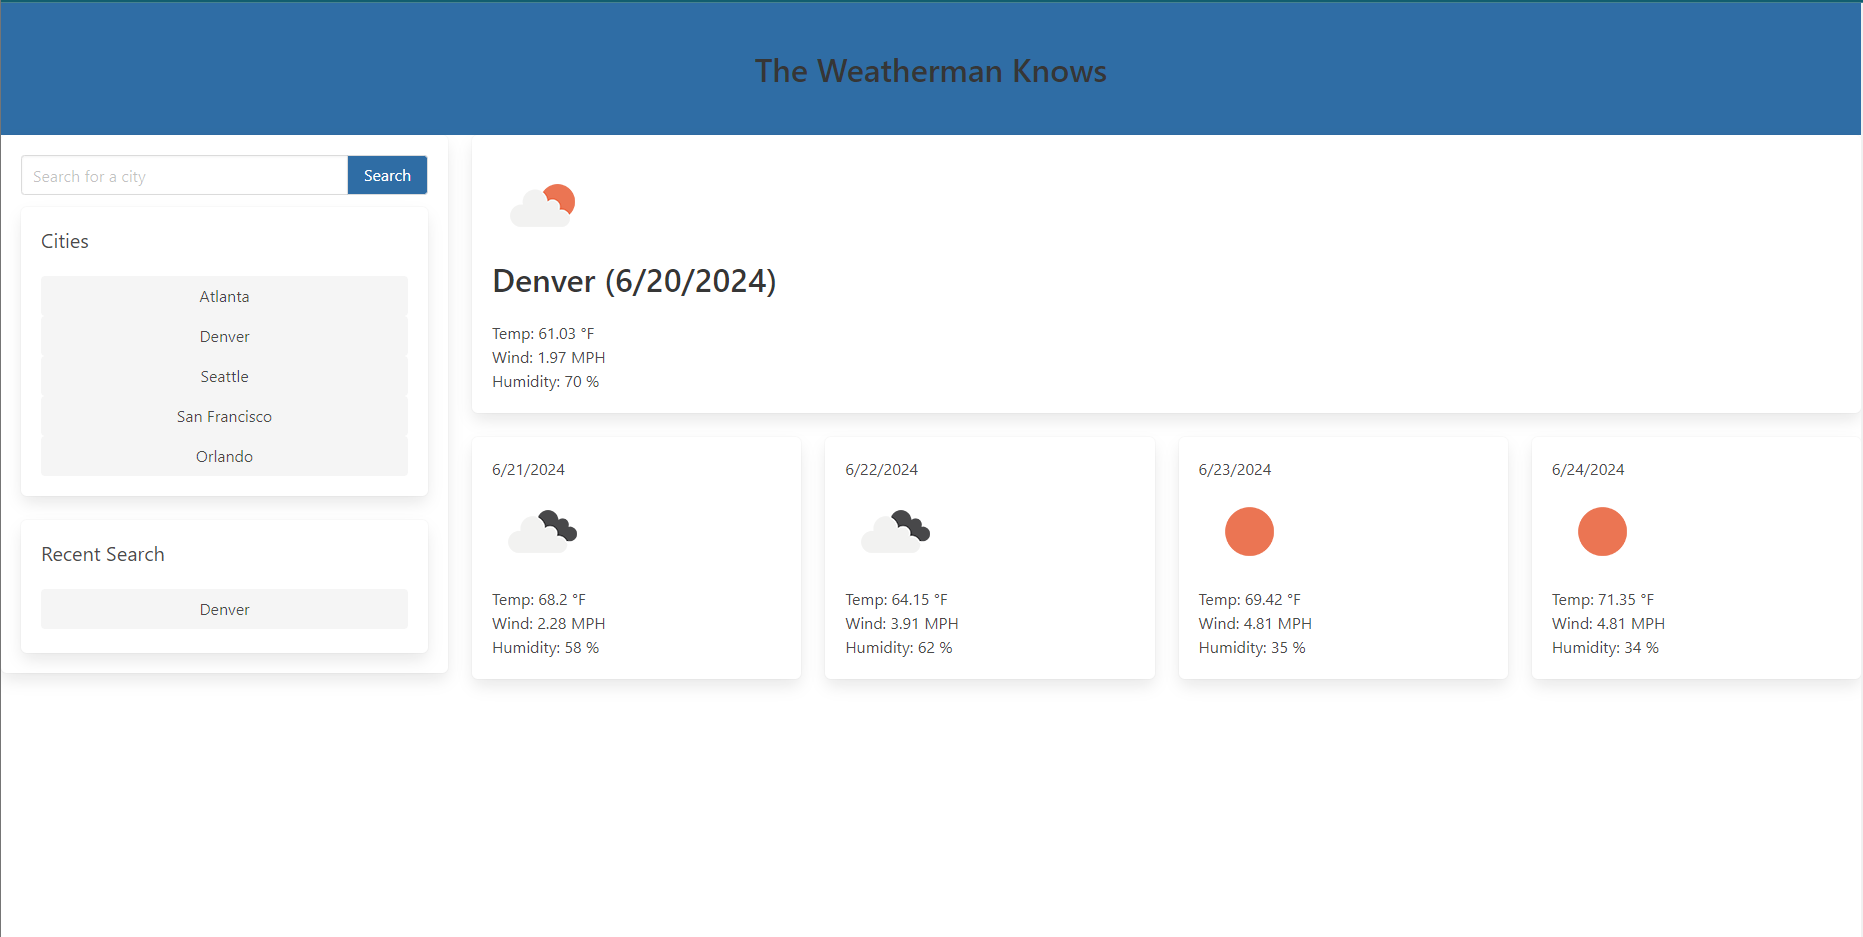 The Weatherman Knows
Search for a city
Search
Cities
Atlanta
Denver
Seattle
San Francisco
Orlando
Recent Search
Denver
Denver (6/20/2024)
Temp: 61.03 °F
Wind: 1.97 MPH
Humidity: 70 %
6/21/2024
Temp: 68.2 °F
Wind: 2.28 MPH
Humidity: 58 %
6/22/2024
Temp: 64.15 °F
Wind: 3.91 MPH
Humidity: 62 %
6/23/2024
Temp: 69.42 °F
Wind: 4.81 MPH
Humidity: 35 %
6/24/2024
Temp: 71.35 °F
Wind: 4.81 MPH
Humidity: 34 %